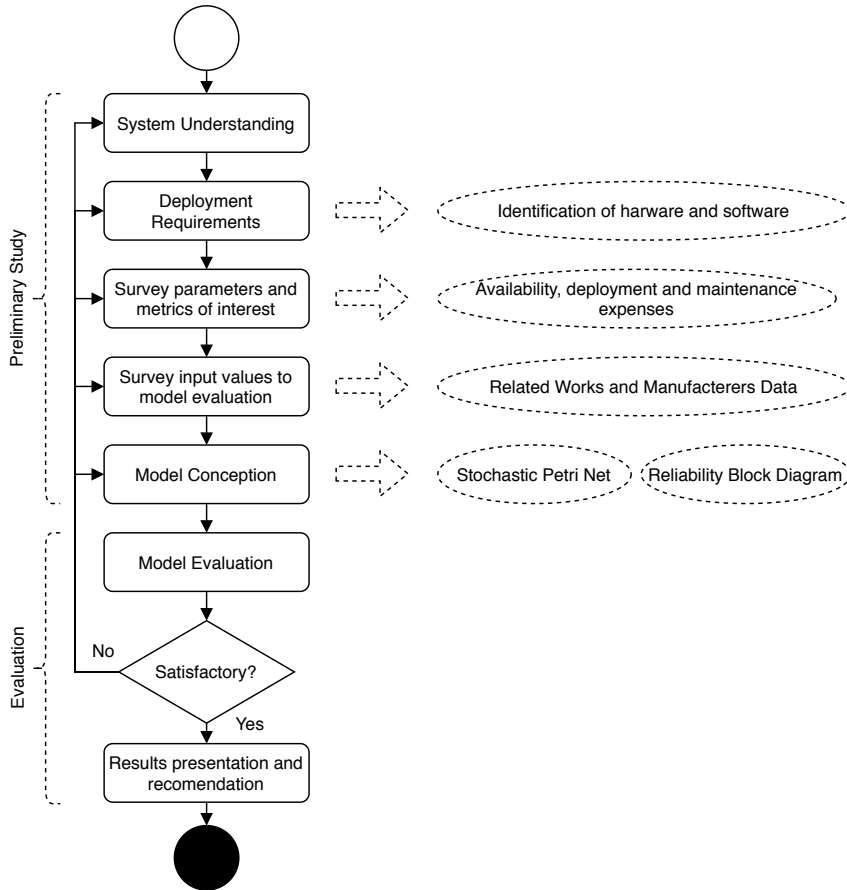 System Understanding
Deployment
Requirements
Identification of harware and software
Survey parameters and
metrics of interest
Availability, deployment and maintenance
expenses
Preliminary Study
Survey input values to
model evaluation
Related Works and Manufacterers Data
Model Conception
Stochastic Petri Net
Reliability Block Diagram
Model Evaluation
Evaluation
No
Satisfactory?
Yes
Results presentation and
recomendation